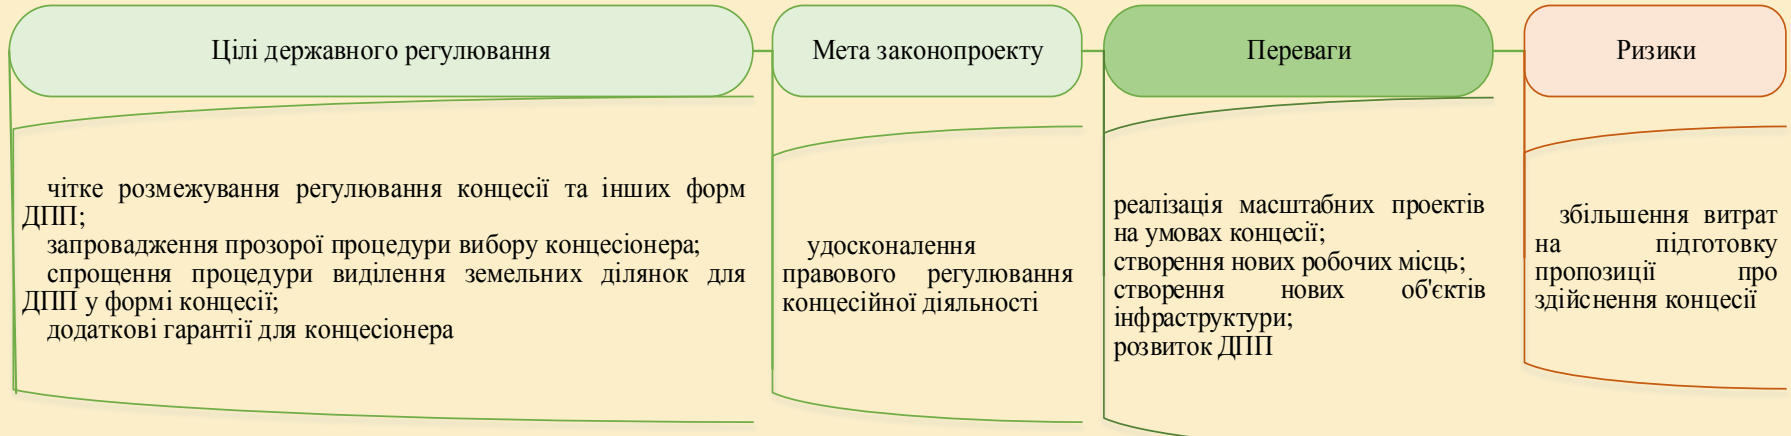 Цілі державного регулювання
чітке розмежування регулювання концесії та інших форм
ДПП;
запровадження прозорої процедури вибору концесіонера;
спрощення процедури виділення земельних ділянок для
ДПП у формі концесії;
додаткові гарантії для концесіонера
Мета законопроекту
удосконалення
правового регулювання
концесійної діяльності
Переваги
реалізація масштабних проектів
на умовах концесії;
створення нових робочих місць;
створення нових об'єктів
інфраструктури;
розвиток ДПП
Ризики
збільшення витрат
на підготовку
пропозиції про
здійснення концесії